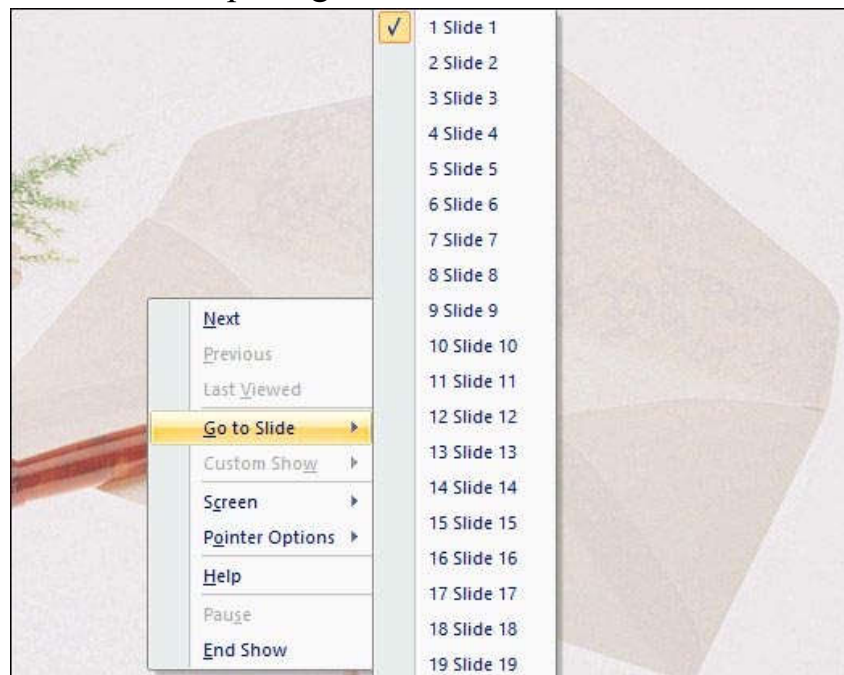 1 Slide 1
2 Slide 2
3 Slide 3
4 Slide 4
5 Slide 5
6 Slide 6
7 Slide 7
8 Slide 8
9 Slide 9
10 Slide 10
11 Slide 11
12 Slide 12
13 Slide 13
14 Slide 14
15 Slide 15
16 Slide 16
17 Slide 17
18 Slide 18
19 Slide 19
Next
Previous
Last Viewed
Go to Slide
Custom Show
Screen
Pointer Options
Help
Pause
End Show